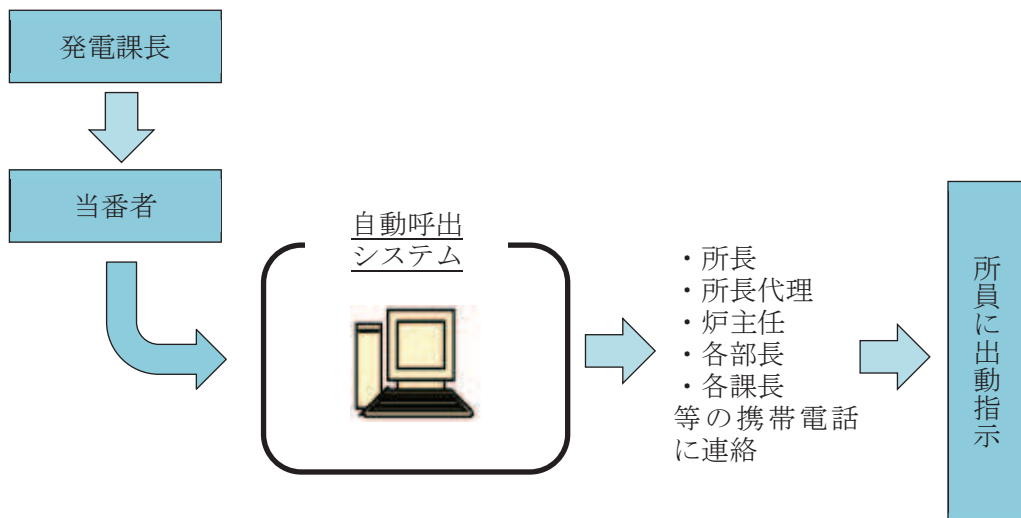 発電課長
当番者
自動呼出
システム
・所長
・所長代理
・炉主任
・各部長
・各課長
等の携帯電話
に連絡
所員に出動指示